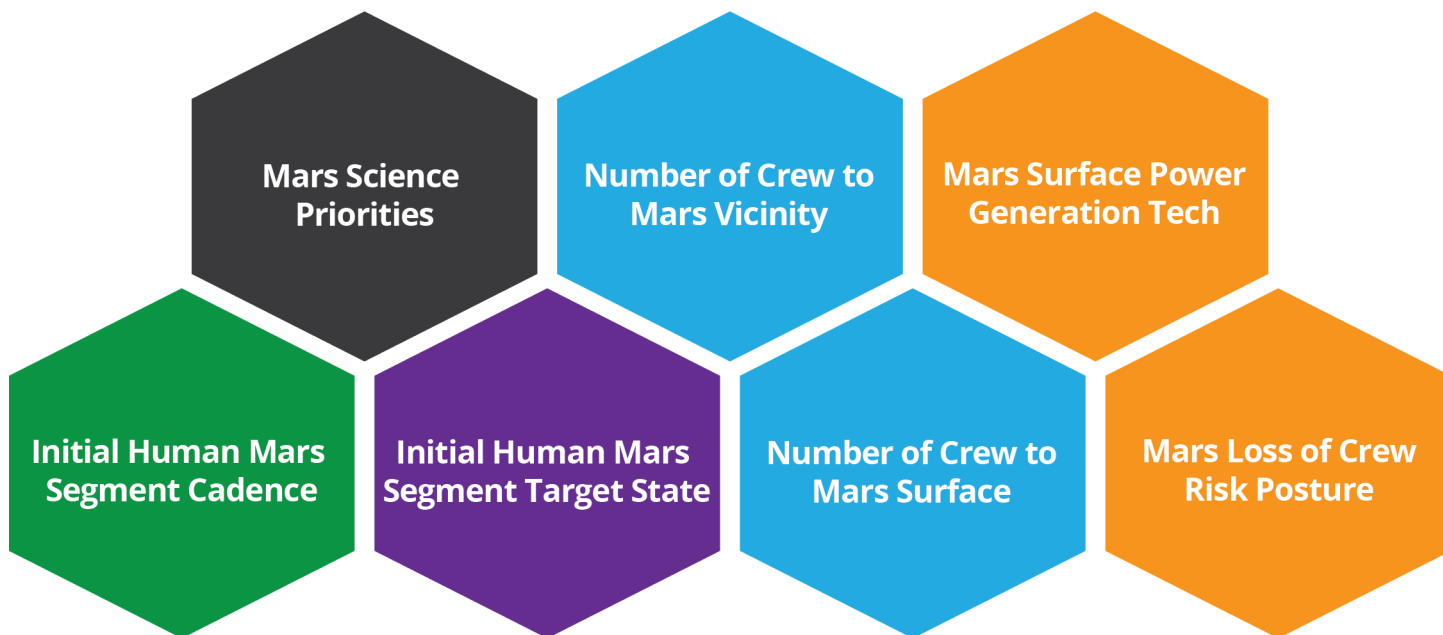 Mars Science
Priorities
Number of Crew to
Mars Vicinity
Mars Surface Power
Generation Tech
Initial Human Mars
Segment Cadence
Initial Human Mars
Segment Target State
Number of Crew to
Mars Surface
Mars Loss of Crew
Risk Posture